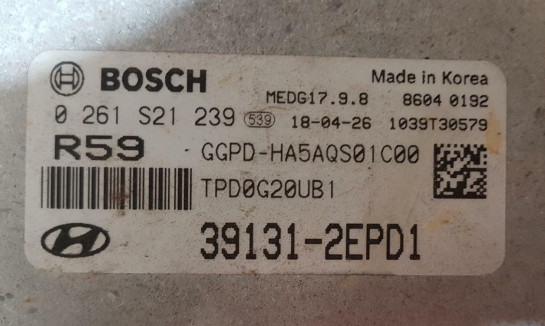 BOSCH
Made in Korea
MEDG17.9.8 8604 0192
0 261 S21 239 539 18-04-26 1039T30579
R59 GGPD-HA5AQS01C00
TPD0G20UB1
39131-2EPD1